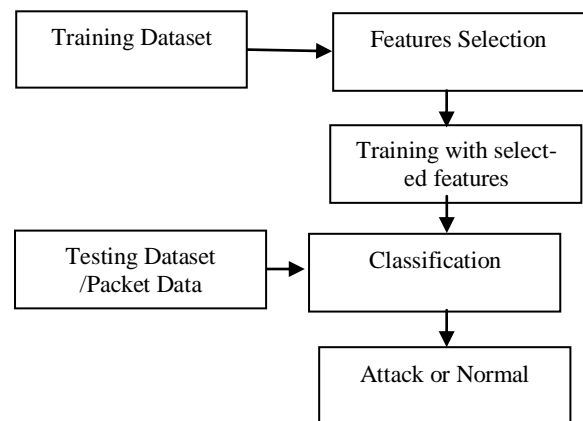 Training Dataset
Features Selection
Training with select-
ed features
Testing Dataset
/Packet Data
Classification
Attack or Normal